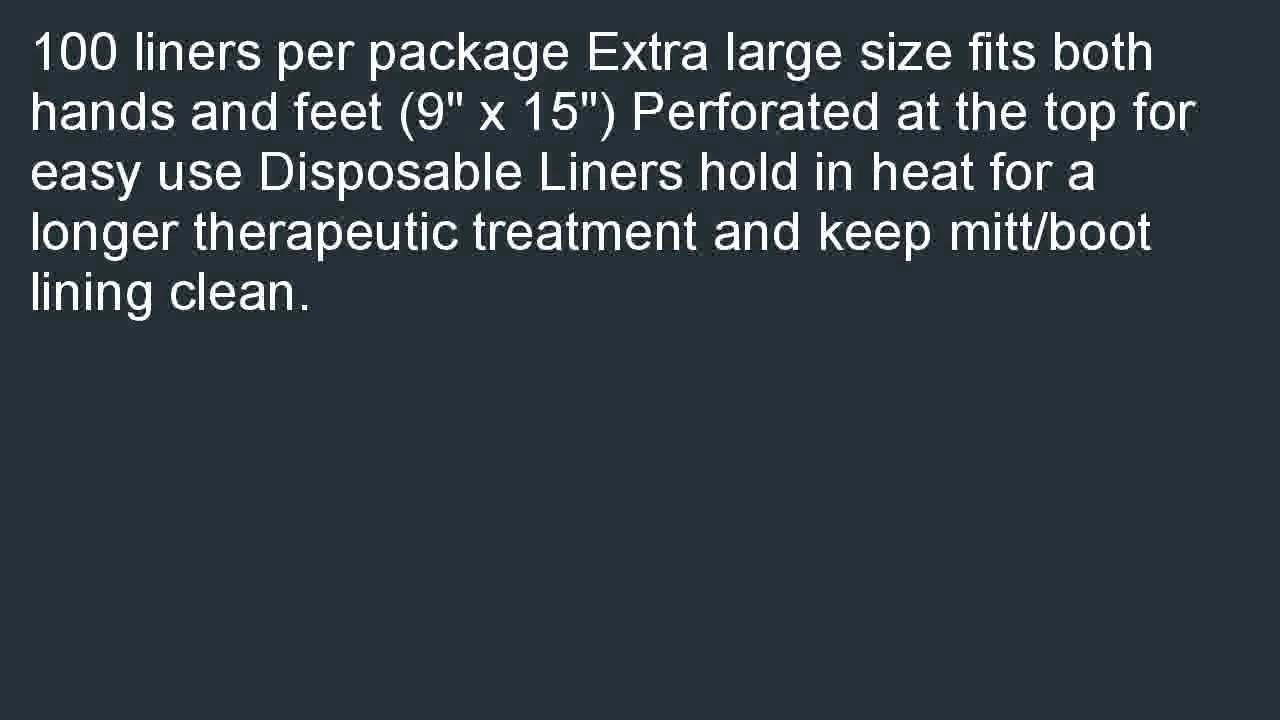 100 liners per package Extra large size fits both
hands and feet (9" x 15") Perforated at the top for
easy use Disposable Liners hold in heat for a
longer therapeutic treatment and keep mitt/boot
lining clean.